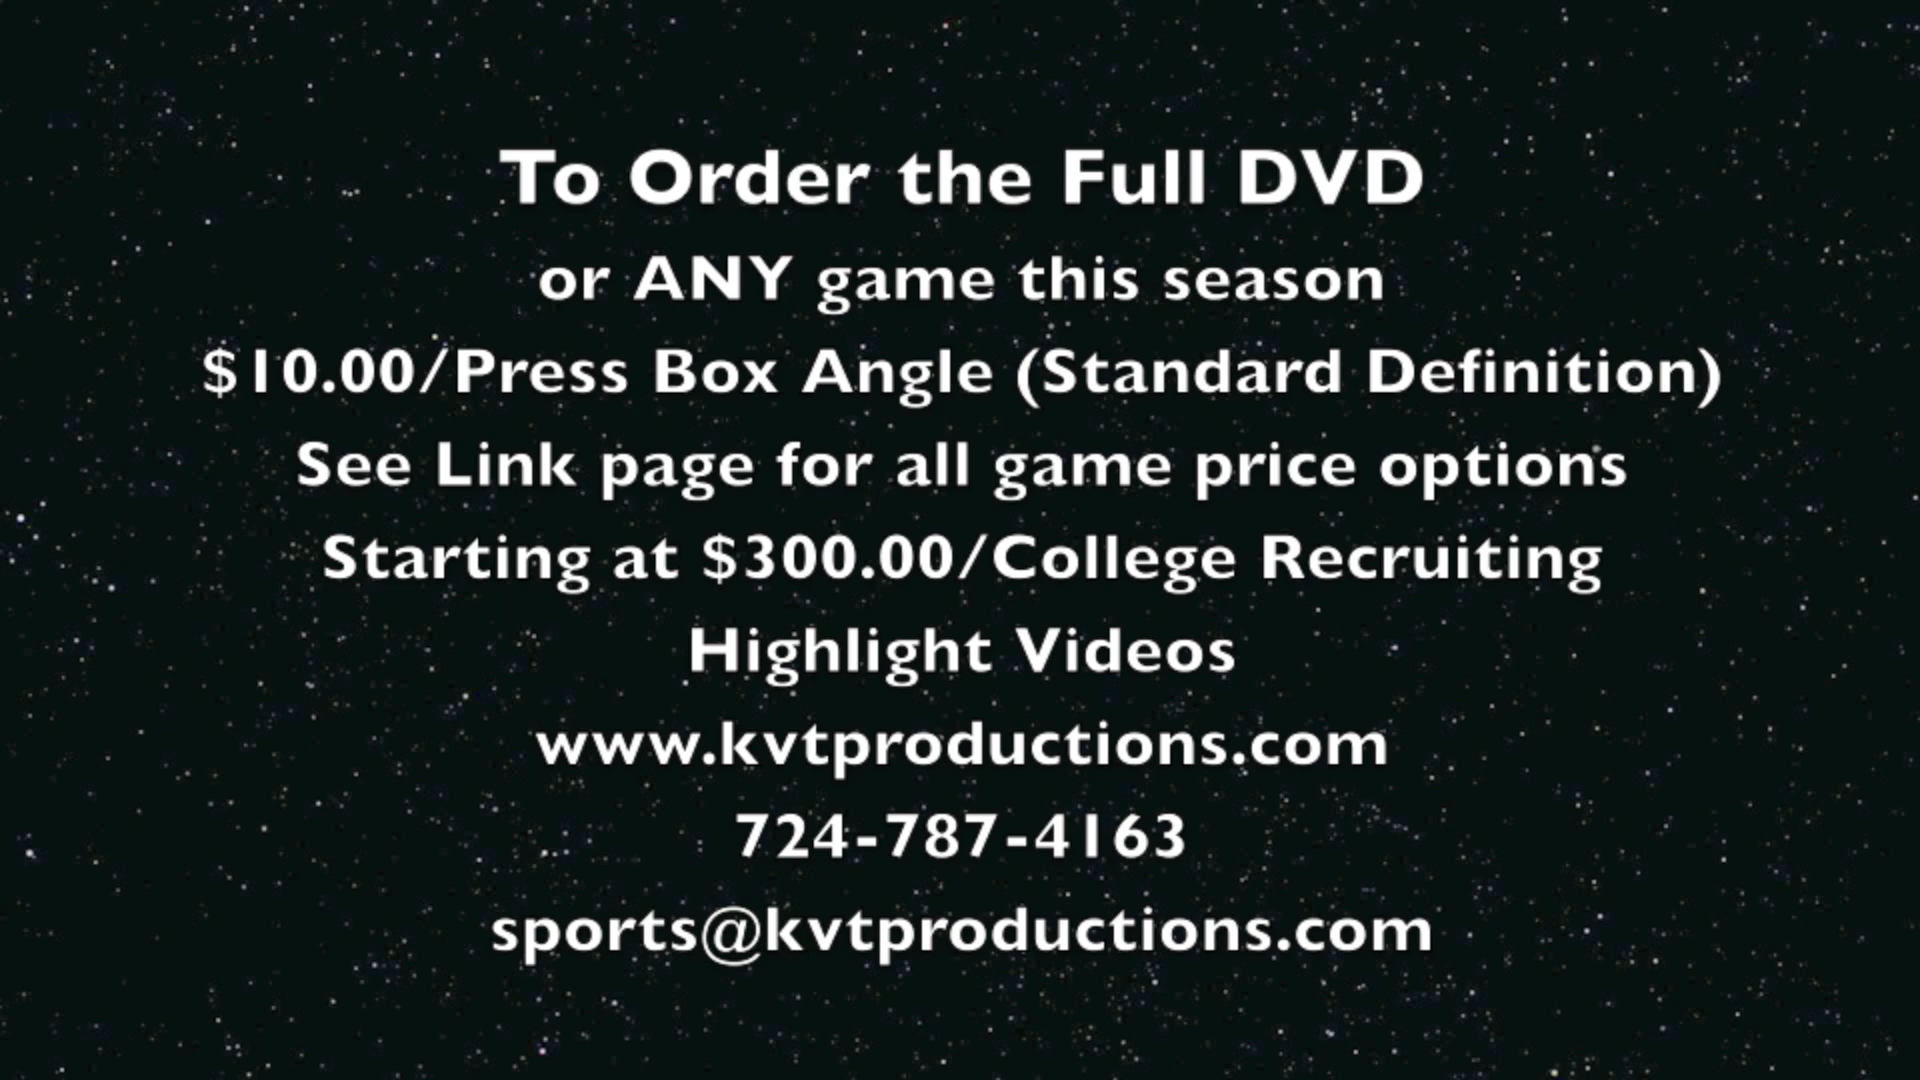 To Order the Full DVD
or ANY game this season
$10.00/Press Box Angle (Standard Definition)
See Link page for all game price options
Starting at $300.00/College Recruiting
Highlight Videos
www.kvtproductions.com
724-787-4163
sports@kvtproductions.com